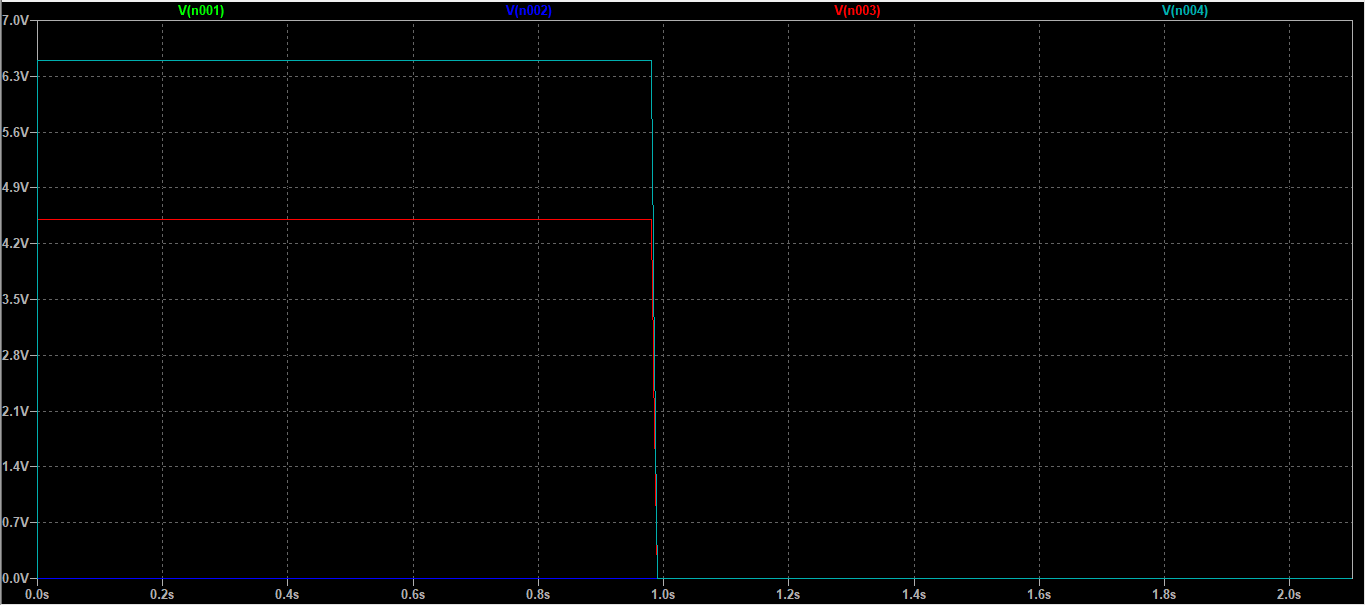 V(n001) V(n002) V(n003) V(n004)
7.0V
6.3V
5.6V
4.9V
4.2V
3.5V
2.8V
2.1V
1.4V
0.7V
0.0V
0.0s 0.2s 0.4s 0.6s 0.8s 1.0s 1.2s 1.4s 1.6s 1.8s 2.0s